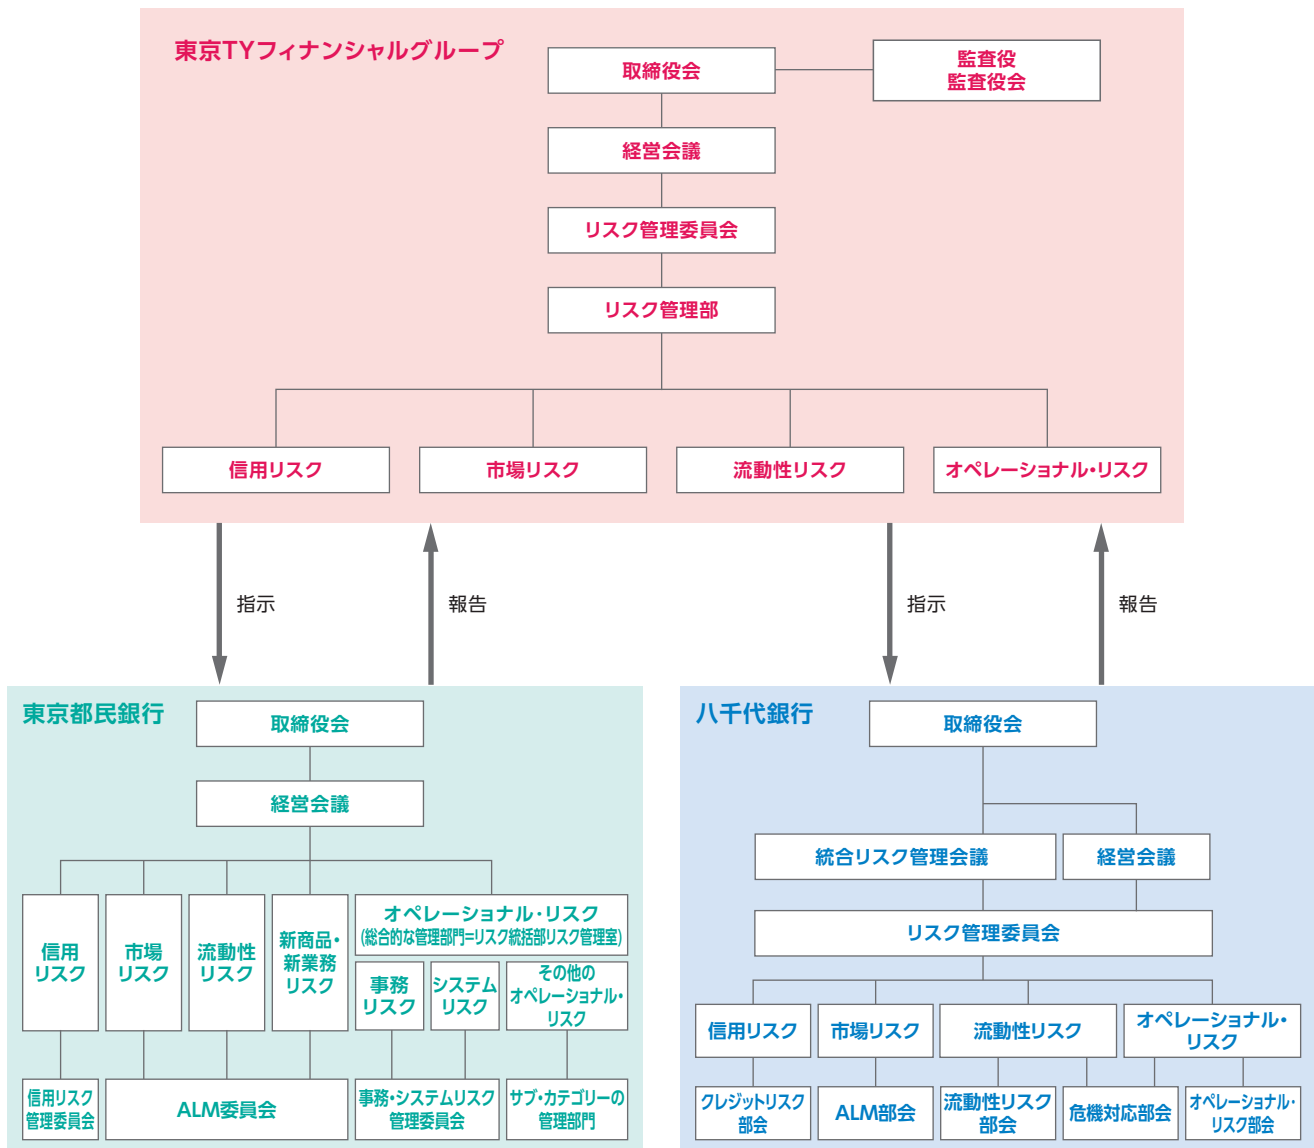 東京TYフィナンシャルグループ
取締役会
監査役
監査役会
経営会議
リスク管理委員会
リスク管理部
信用リスク
市場リスク
流動性リスク
オペレーショナル・リスク
指示
報告
指示
報告
東京都民銀行
取締役会
経営会議
信用
リスク
市場
リスク
流動性
リスク
新商品・
新業務
リスク
オペレーショナル・リスク
(総合的な管理部門=リスク統括部リスク管理室)
事務
リスク
システム
リスク
その他の
オペレーショナル・
リスク
信用リスク
管理委員会
ALM委員会
事務・システムリスク
管理委員会
サブ・カテゴリーの
管理部門
八千代銀行
取締役会
統合リスク管理会議
経営会議
リスク管理委員会
信用リスク
市場リスク
流動性リスク
オペレーショナル・
リスク
クレジットリスク
部会
ALM部会
流動性リスク
部会
危機対応部会
オペレーショナル・
リスク部会